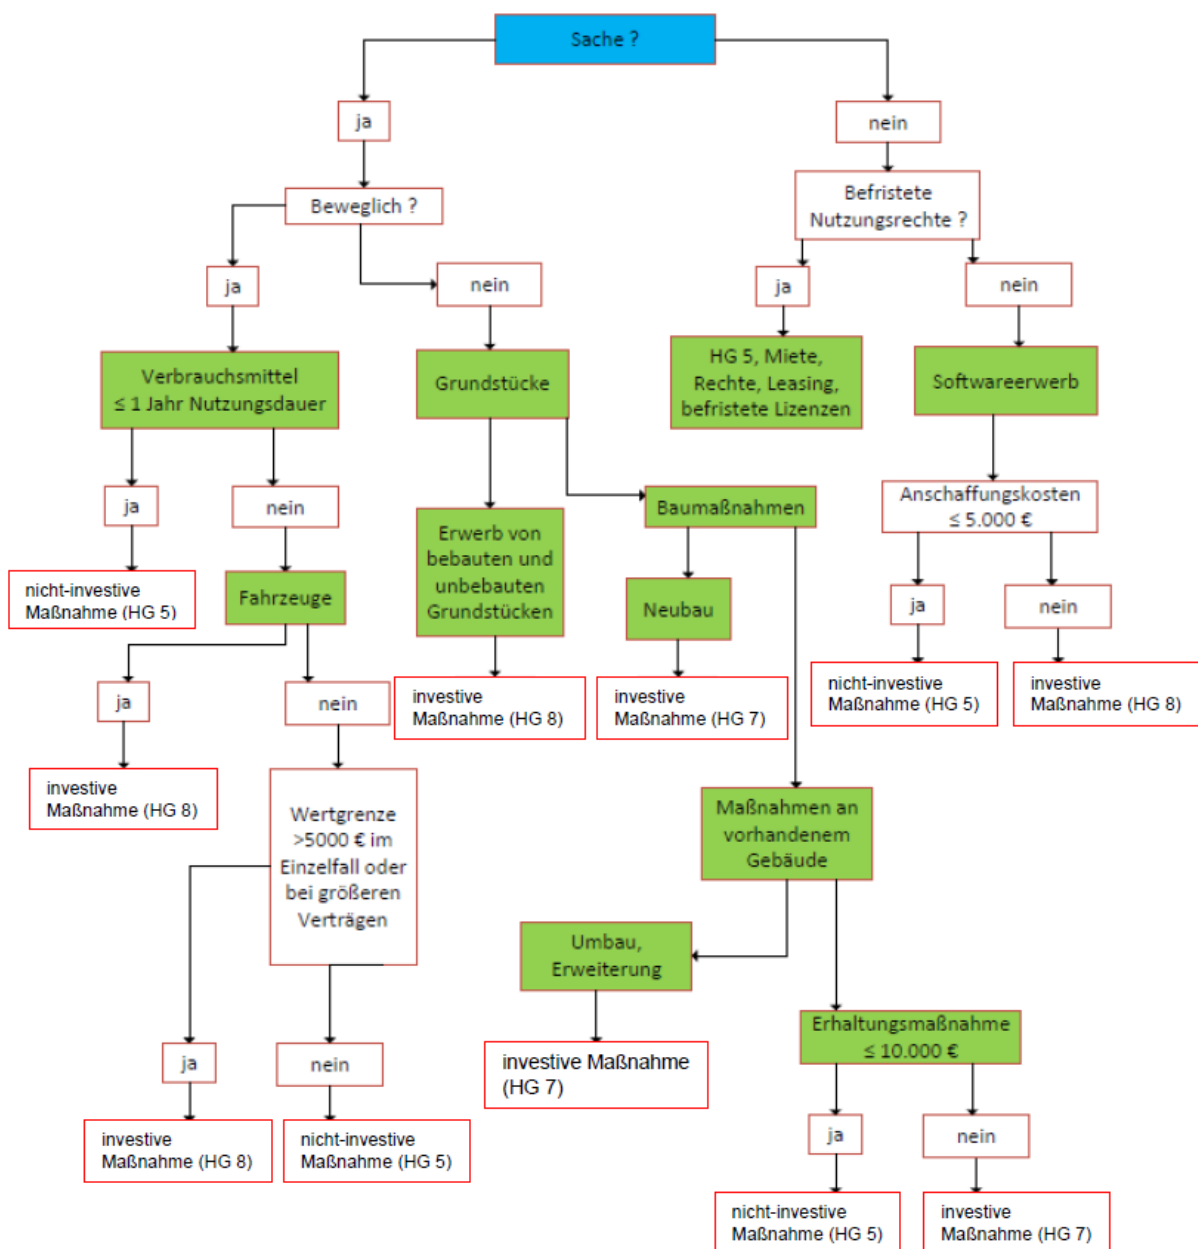 Sache ?
ja
nein
Beweglich ?
Befristete
Nutzungsrechte ?
ja
nein
ja
nein
Verbrauchsmittel
≤ 1 Jahr Nutzungsdauer
Grundstücke
HG 5, Miete,
Rechte, Leasing,
befristete Lizenzen
Softwareerwerb
ja
nein
Erwerb von
bebauten und
unbebauten
Grundstücken
Baumaßnahmen
Anschaffungskosten
≤ 5.000 €
nicht-investive
Maßnahme (HG 5)
Fahrzeuge
Neubau
ja
nein
ja
nein
investive
Maßnahme (HG 8)
investive
Maßnahme (HG 7)
nicht-investive
Maßnahme (HG 5)
investive
Maßnahme (HG 8)
investive
Maßnahme (HG 8)
Wertgrenze
>5000 € im
Einzelfall oder
bei größeren
Verträgen
Maßnahmen an
vorhandenem
Gebäude
Umbau,
Erweiterung
Erhaltungsmaßnahme
≤ 10.000 €
ja
nein
investive Maßnahme
(HG 7)
investive
Maßnahme (HG 8)
nicht-investive
Maßnahme (HG 5)
ja
nein
nicht-investive
Maßnahme (HG 5)
investive
Maßnahme (HG 7)